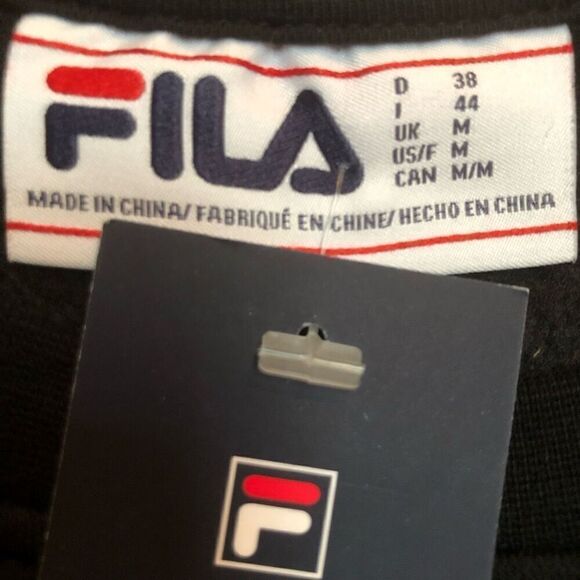 FILA
D 38
I 44
UK M
US/F M
CAN M/M
MADE IN CHINA/ FABRIQUÉ EN CHINE/ HECHO EN CHINA
F